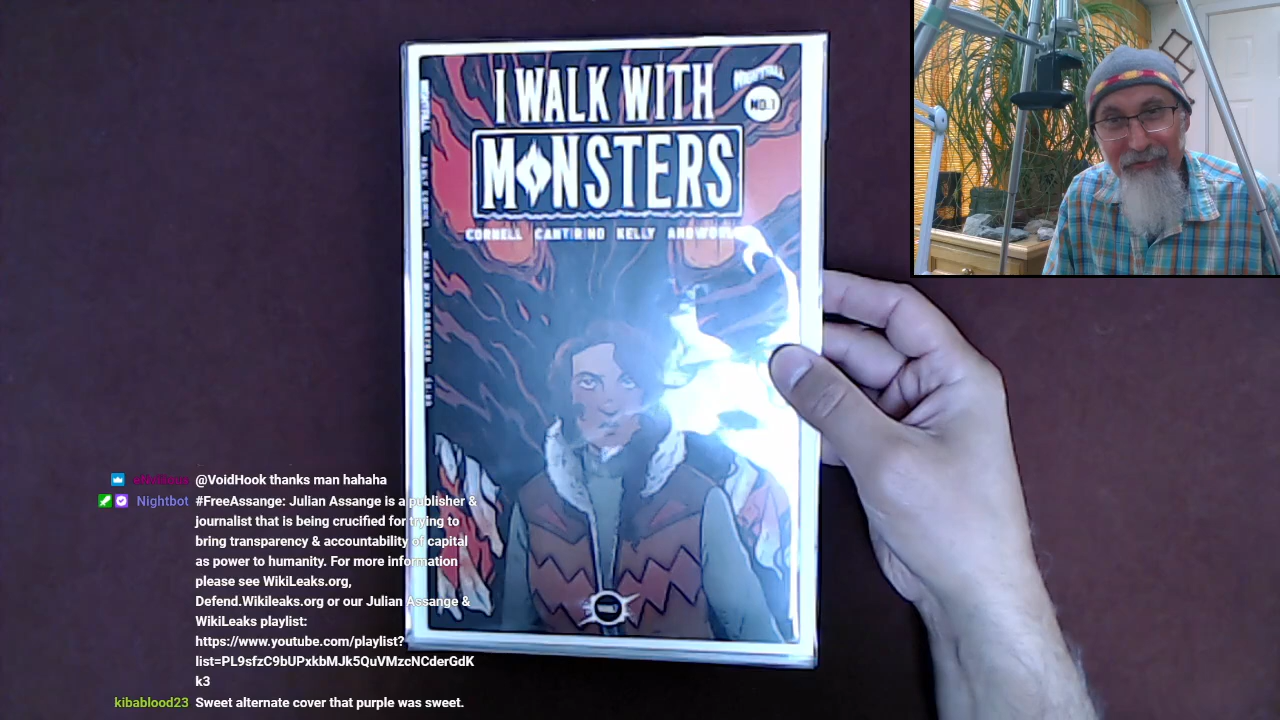 I WALK WITH
MONSTERS
NO.1
CORNELL CANTIRINO KELLY
@VoidHook thanks man hahaha
Nightbot #FreeAssange: Julian Assange is a publisher &
journalist that is being crucified for trying to
bring transparency & accountability of capital
as power to humanity. For more information
please see WikiLeaks.org,
Defend.Wikileaks.org or our Julian Assange &
WikiLeaks playlist:
https://www.youtube.com/playlist?
list=PL9sfzC9bUPxkbMJk5QuVMzcNCderGdK
k3
kibablood23 Sweet alternate cover that purple was sweet.